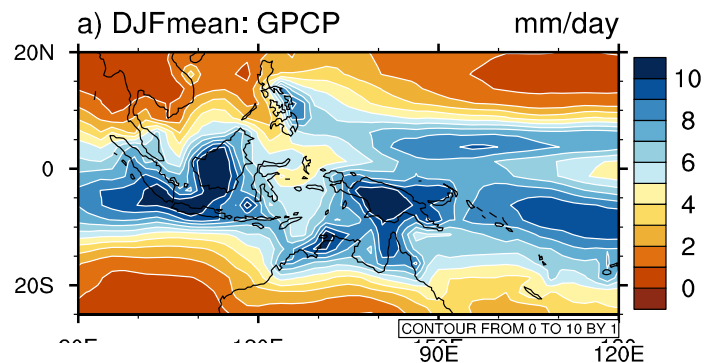 a) DJFmean: GPCP mm/day
20N
10
8
0
6
4
2
20S
0
CONTOUR FROM 0 TO 10 BY 1
90E 120E